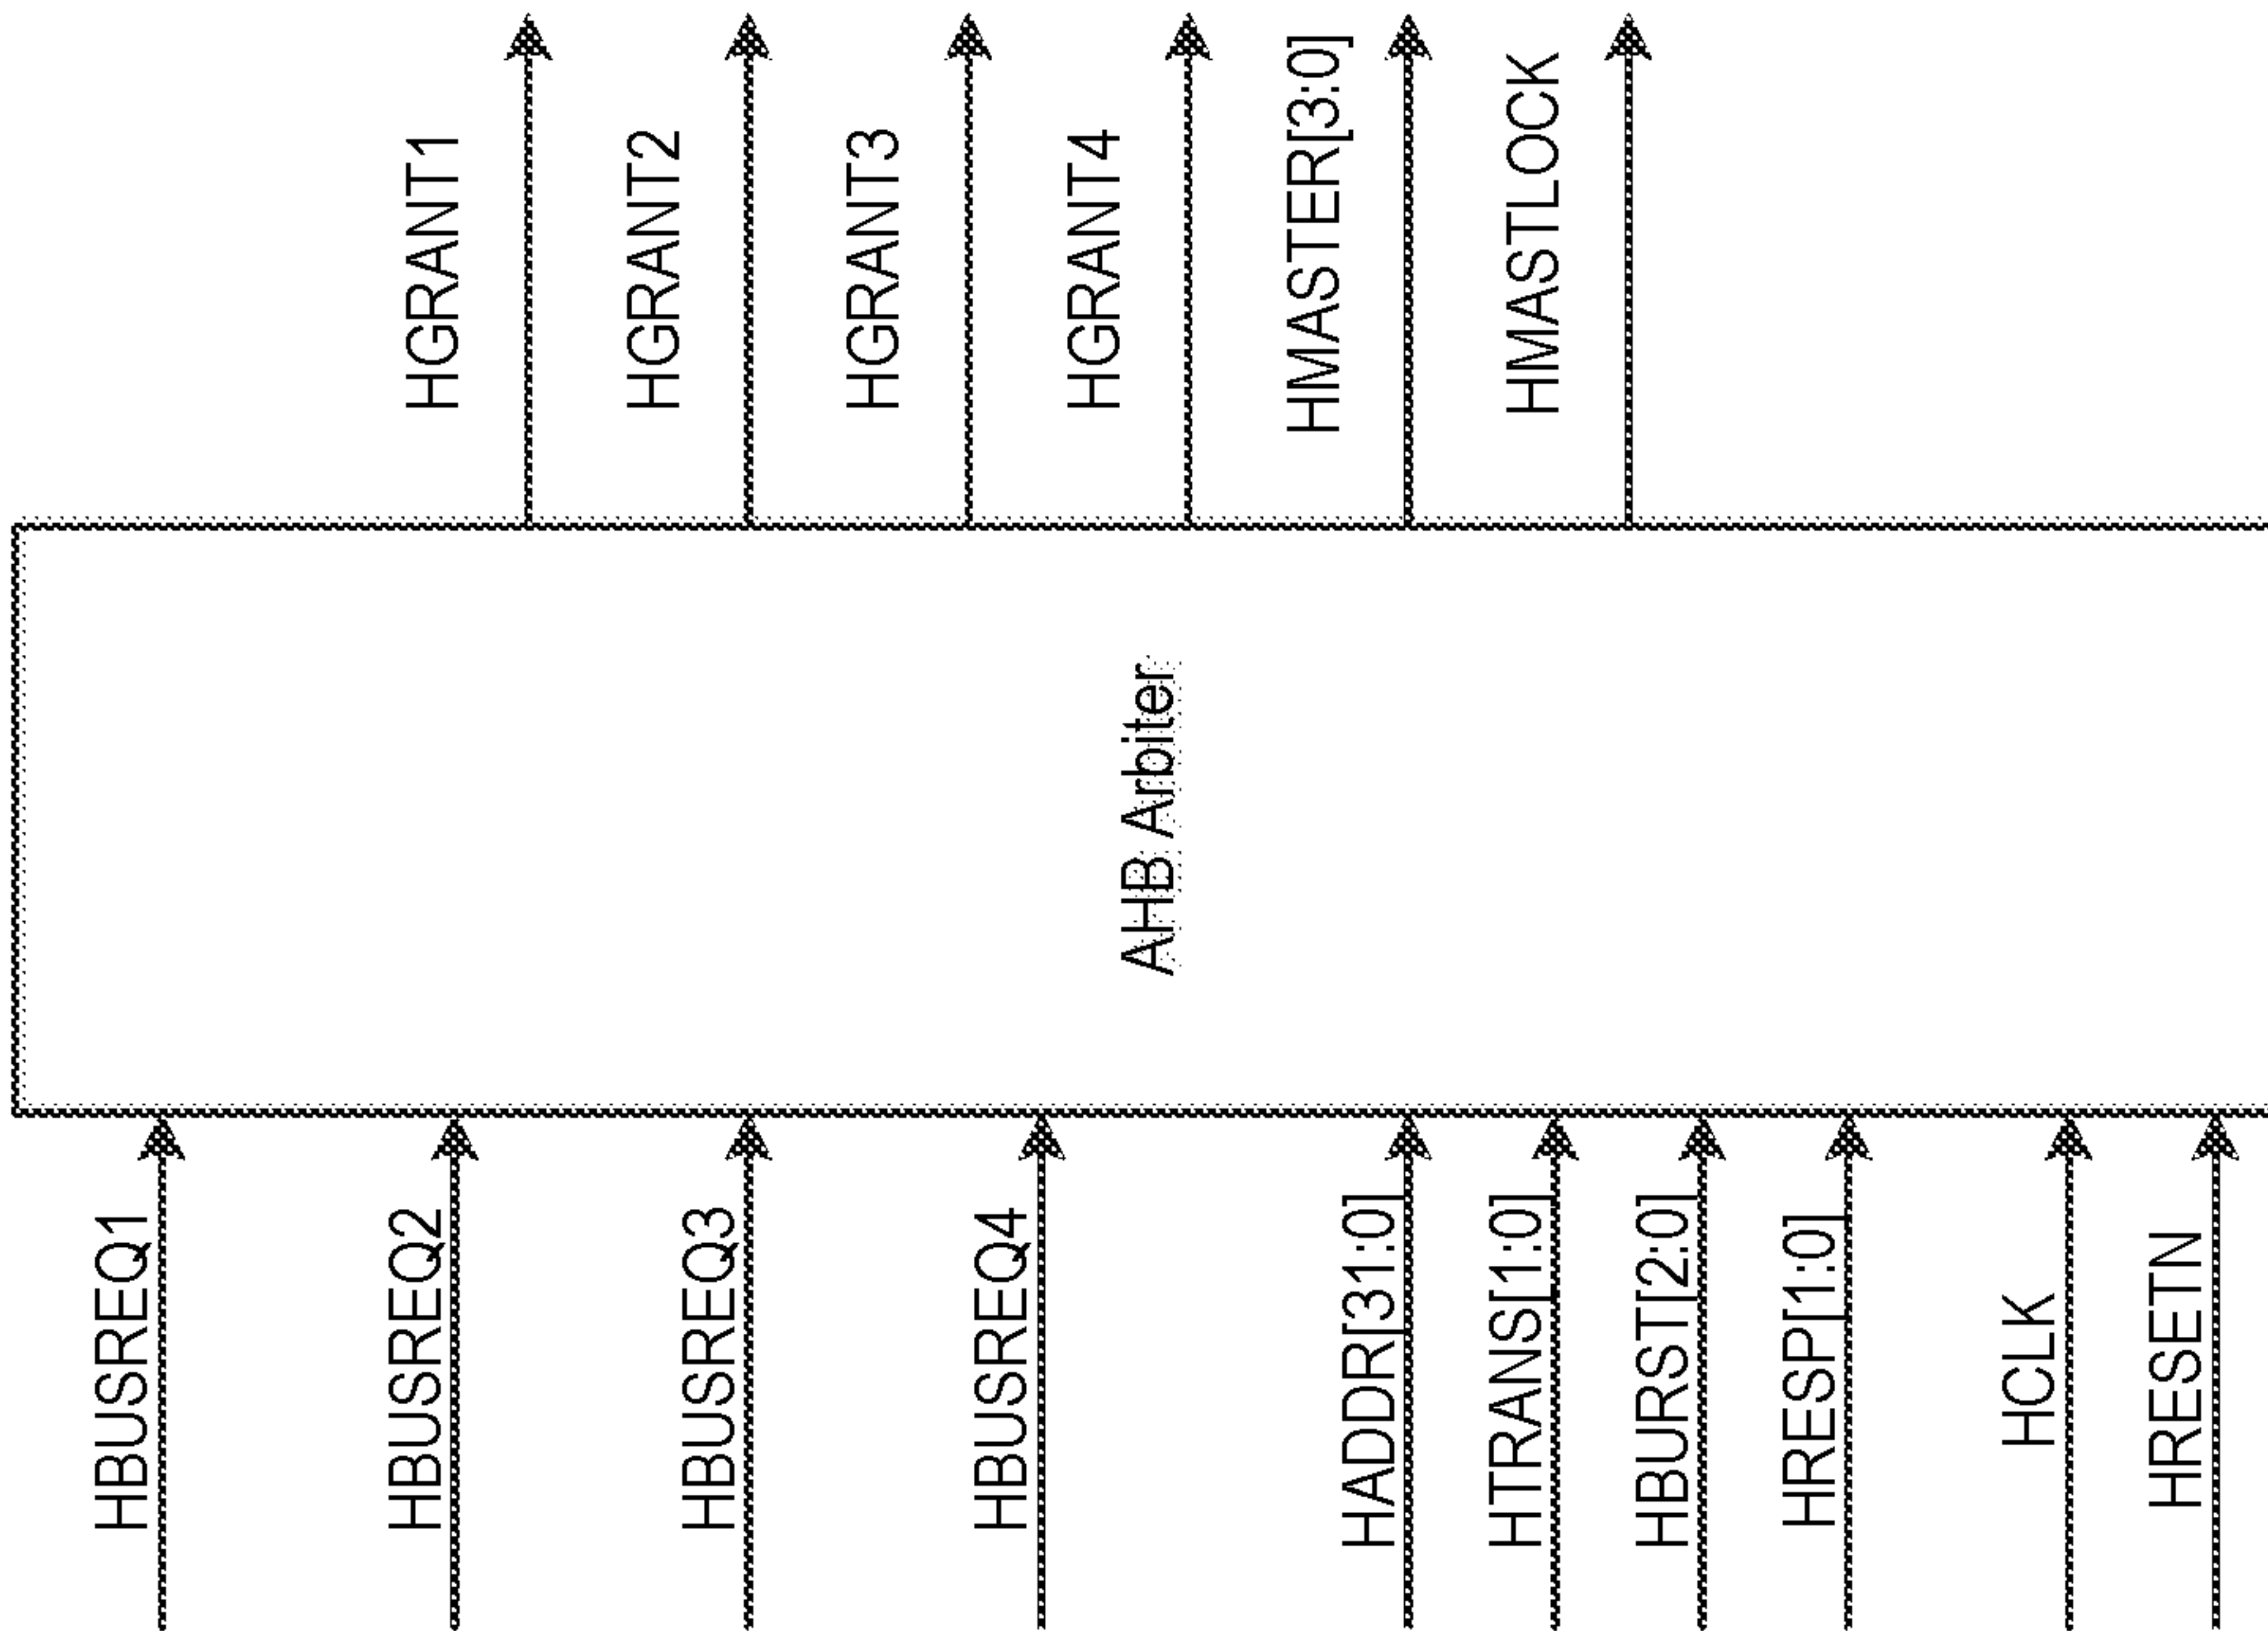 HBUSREQ1
HBUSREQ2
HBUSREQ3
HBUSREQ4
HADDR[31:0]
HTRANS[1:0]
HBURST[2:0]
HRESP[1:0]
HCLK
HRESETN
AHB Arbiter
HGRANT1
HGRANT2
HGRANT3
HGRANT4
HMASTER[3:0]
HMASTLOCK